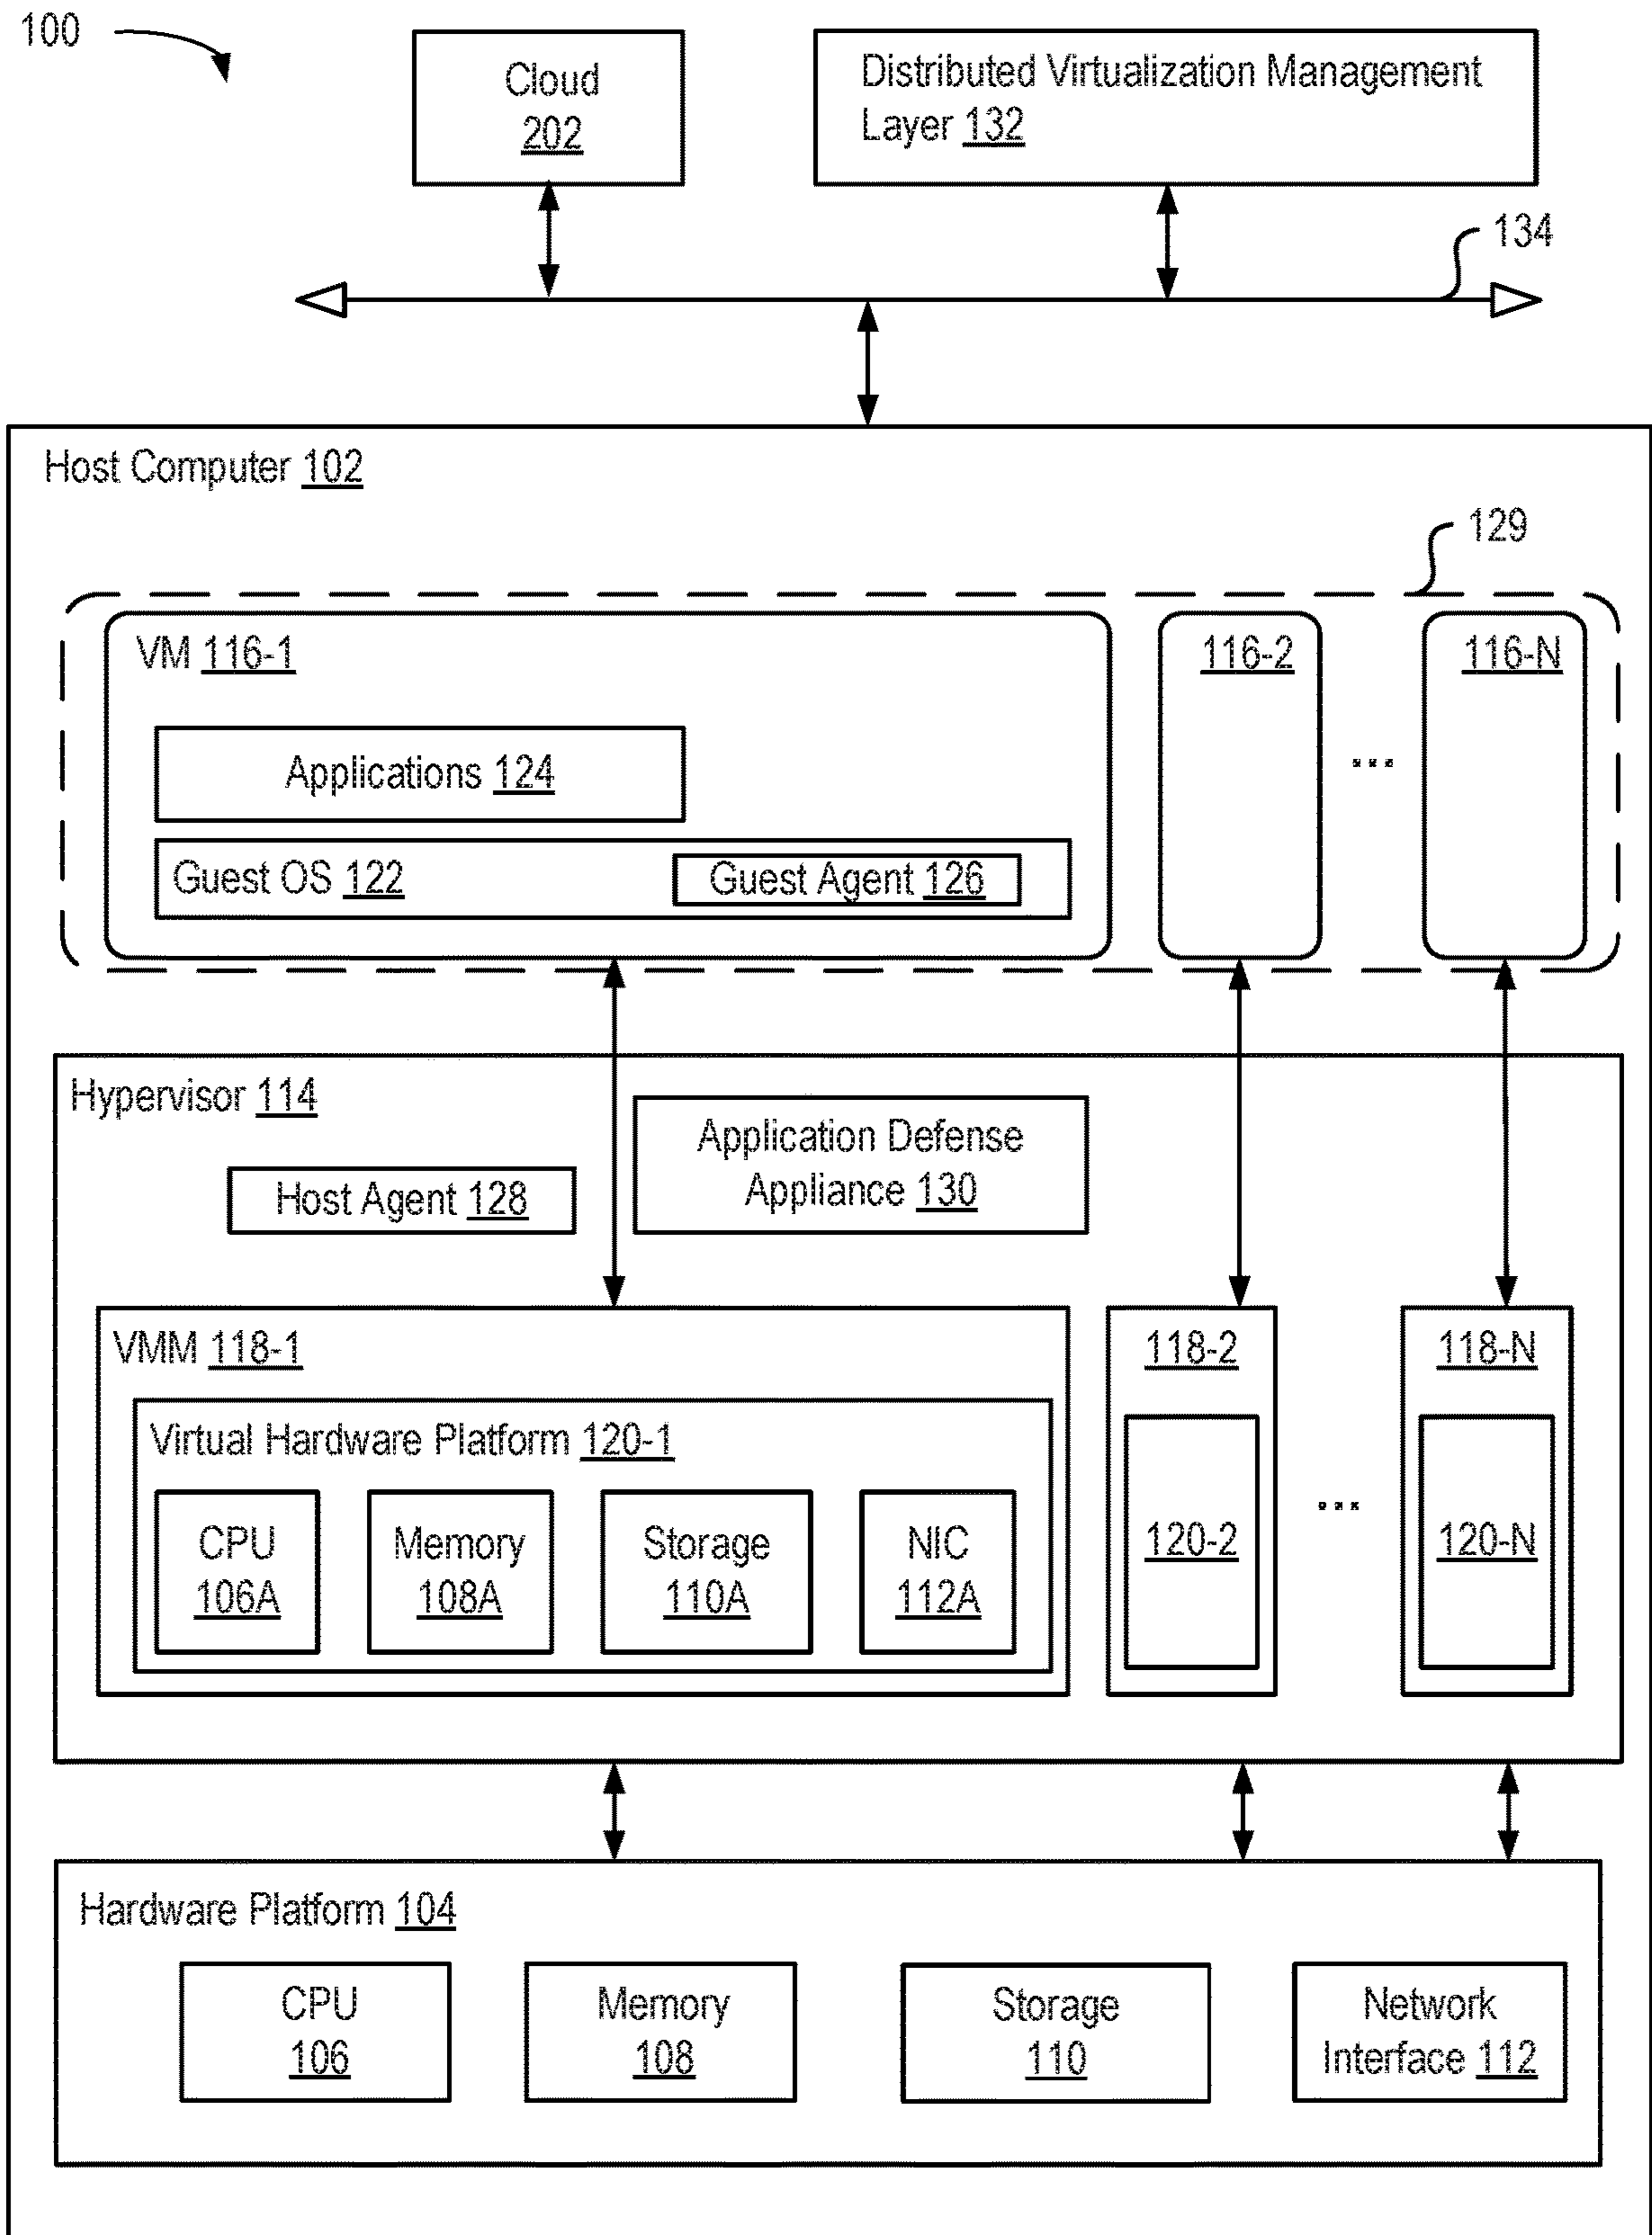 100
Cloud
202
Distributed Virtualization Management
Layer 132
134
Host Computer 102
129
VM 116-1
116-2
116-N
Applications 124
...
Guest OS 122
Guest Agent 126
Hypervisor 114
Application Defense
Appliance 130
Host Agent 128
VMM 118-1
118-2
118-N
Virtual Hardware Platform 120-1
CPU
106A
Memory
108A
Storage
110A
NIC
112A
120-2
...
120-N
Hardware Platform 104
CPU
106
Memory
108
Storage
110
Network
Interface 112